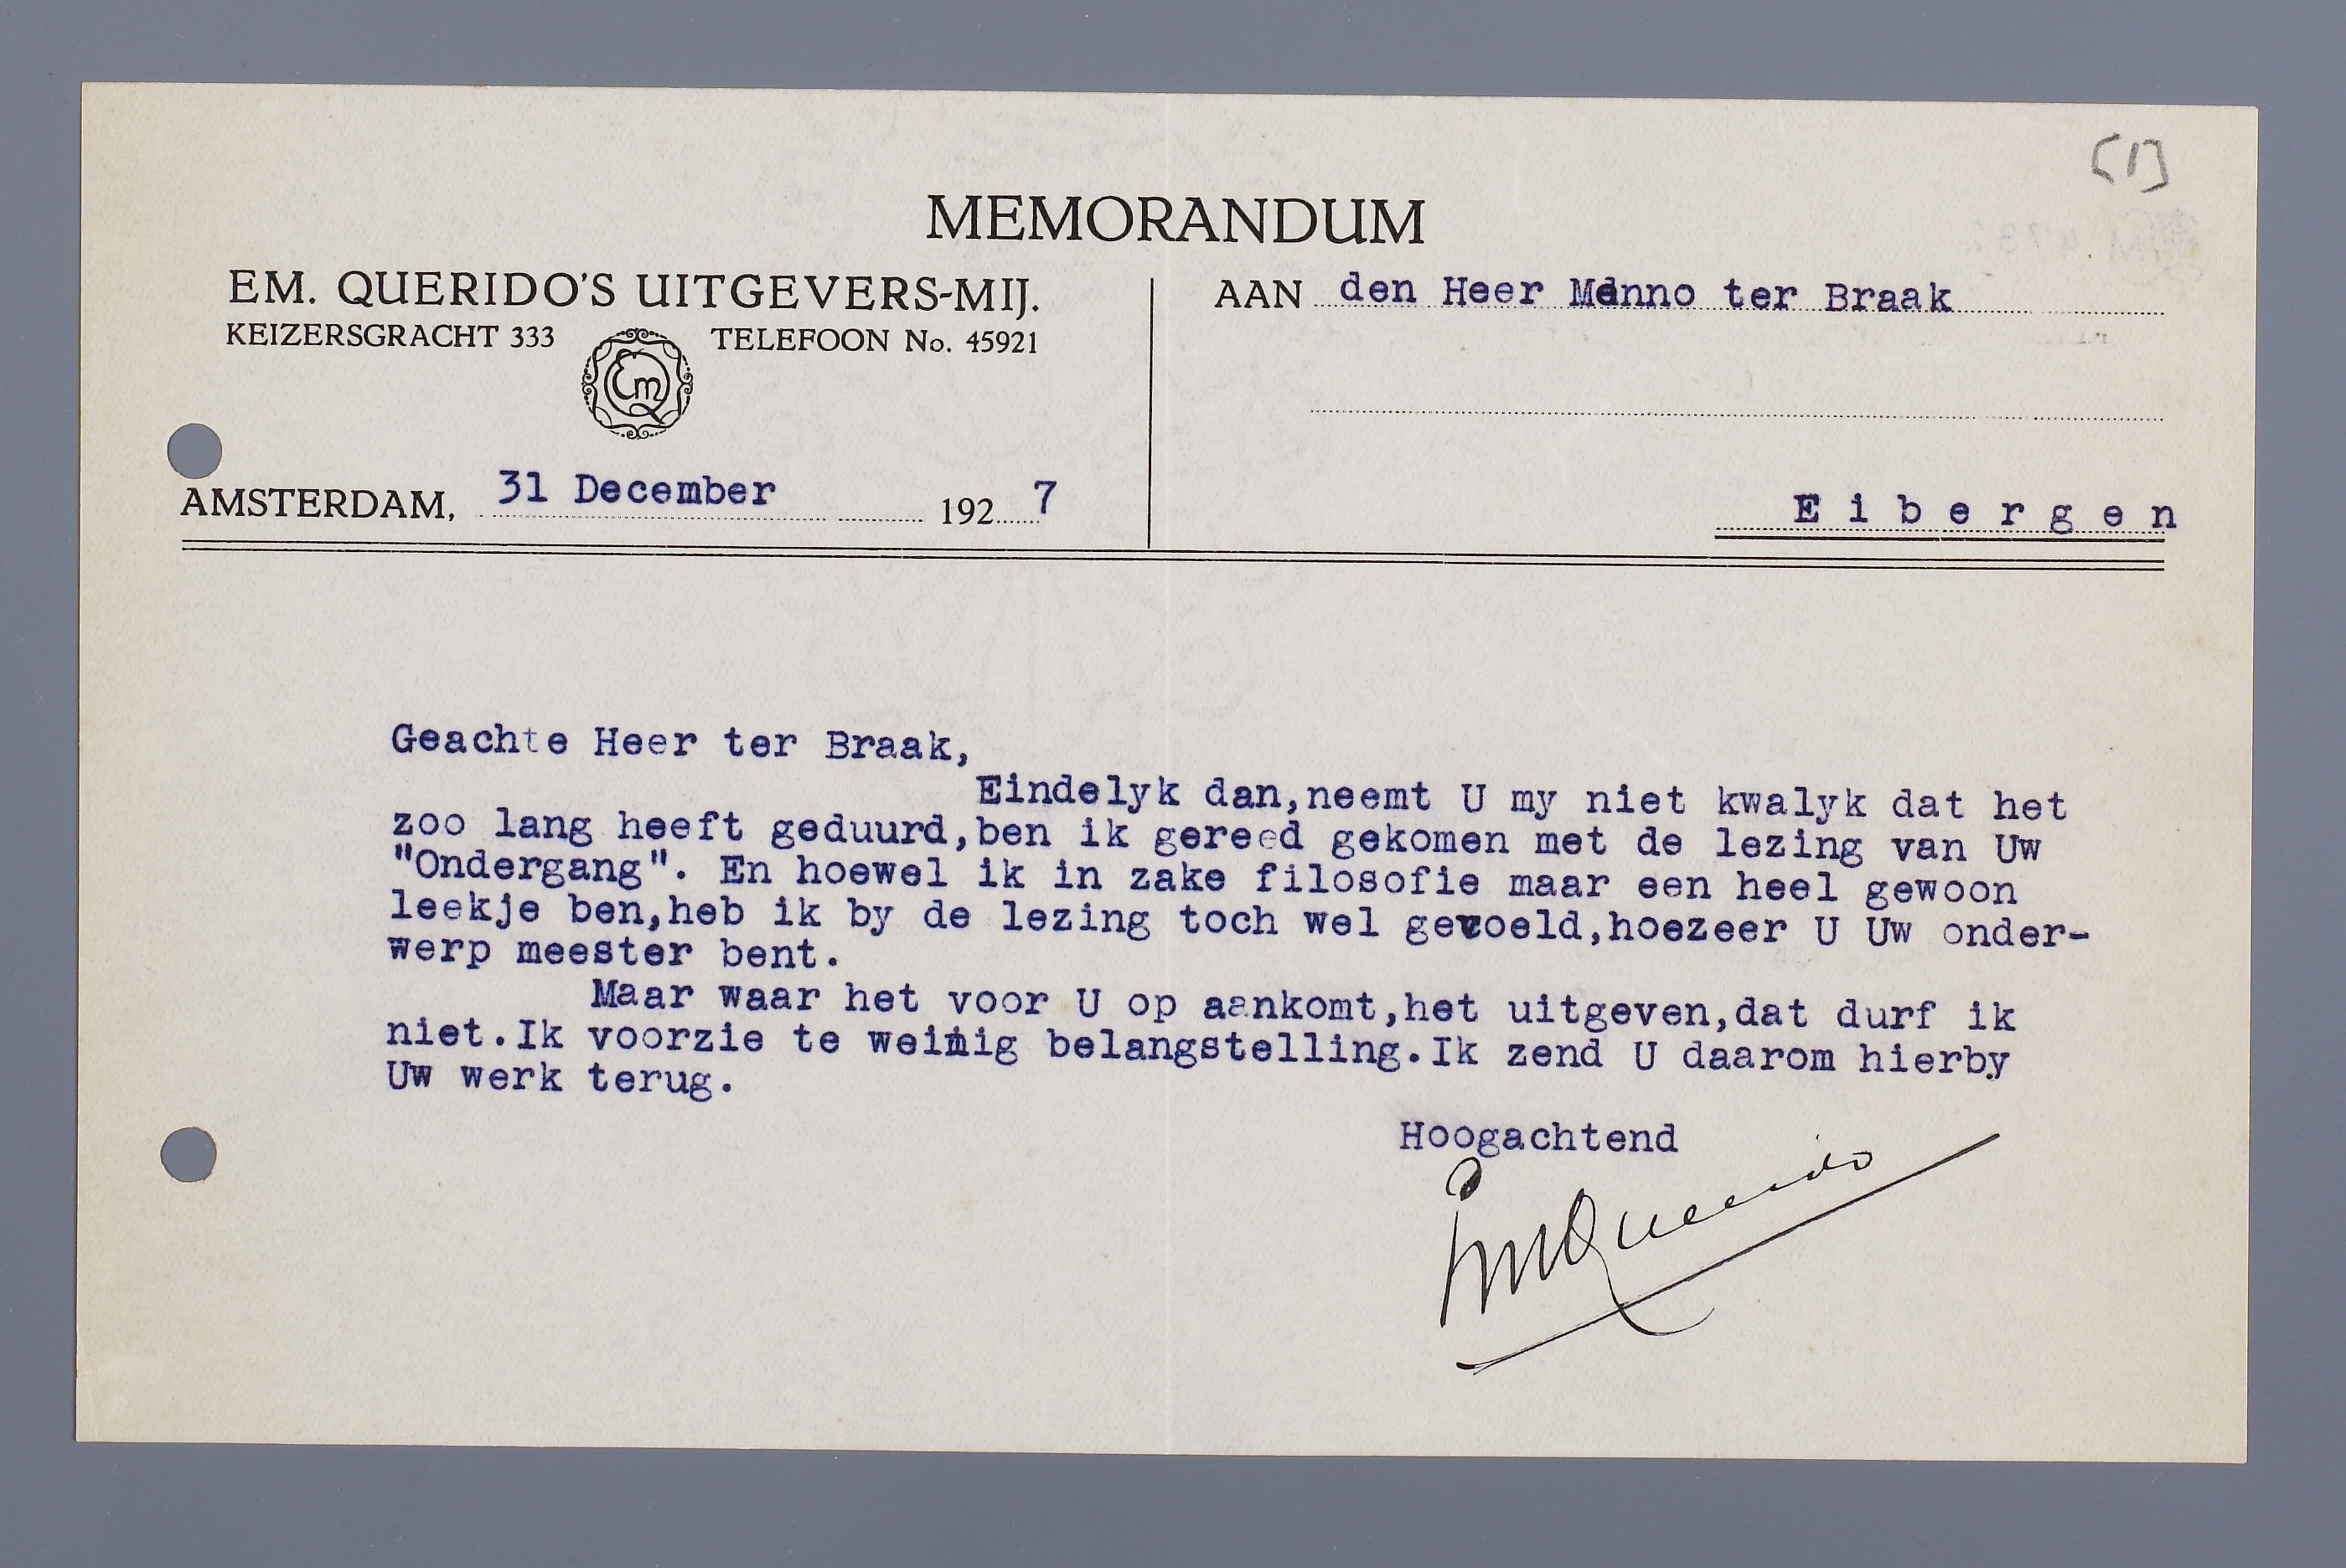 [1]
MEMORANDUM
EM. QUERIDO'S UITGEVERS-MIJ.
KEIZERSGRACHT 333 TELEFOON No. 45921
EmQ
AMSTERDAM, 31 December 1927
AAN den Heer Menno ter Braak
Eibergen
Geachte Heer ter Braak,
Eindelyk dan,neemt U my niet kwalyk dat het
zoo lang heeft geduurd,ben ik gereed gekomen met de lezing van Uw
"Ondergang". En hoewel ik in zake filosofie maar een heel gewoon
leekje ben,heb ik by de lezing toch wel gevoeld,hoezeer U Uw onder-
werp meester bent.
Maar waar het voor U op aankomt,het uitgeven,dat durf ik
niet.Ik voorzie te weinig belangstelling.Ik zend U daarom hierby
Uw werk terug.
Hoogachtend
Em Querido